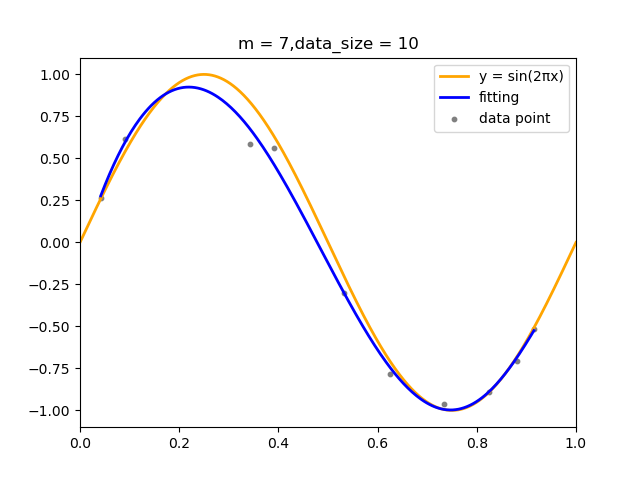 m = 7,data_size = 10
1.00
0.75
0.50
0.25
0.00
−0.25
−0.50
−0.75
−1.00
0.0 0.2 0.4 0.6 0.8 1.0
y = sin(2πx)
fitting
data point